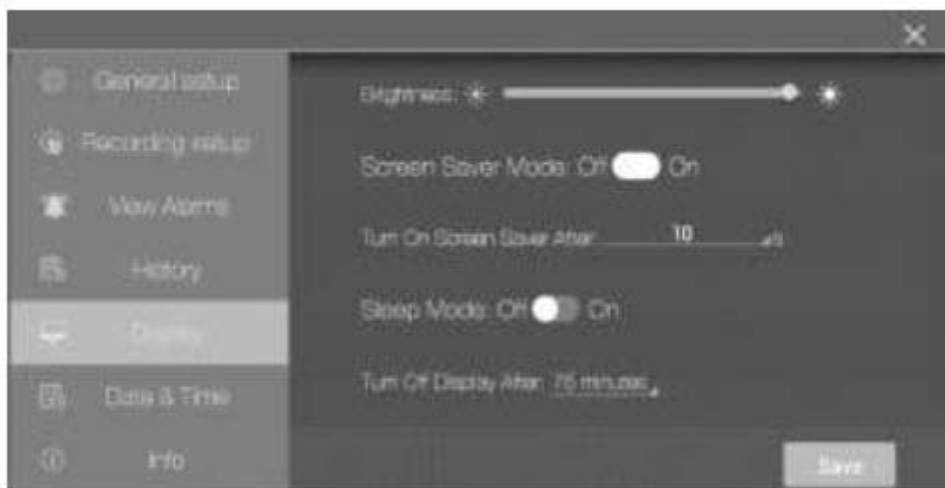 General setup
Recording setup
View Alarms
History
Display
Date & Time
Info
Brightness:
Screen Saver Mode: Off On
Turn On Screen Saver After: 10
Sleep Mode: Off On
Turn Off Display After: minutes
Save